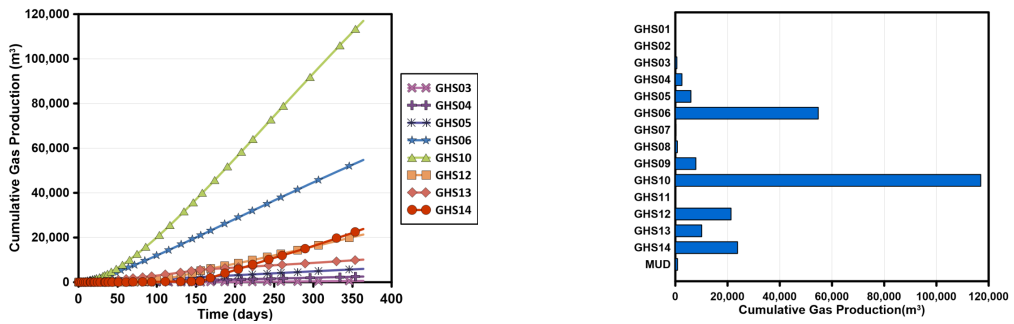 120,000
100,000
80,000
60,000
40,000
20,000
0
Cumulative Gas Production (m³)
0 50 100 150 200 250 300 350 400
Time (days)
GHS03
GHS04
GHS05
GHS06
GHS10
GHS12
GHS13
GHS14
GHS01
GHS02
GHS03
GHS04
GHS05
GHS06
GHS07
GHS08
GHS09
GHS10
GHS11
GHS12
GHS13
GHS14
MUD
0 20,000 40,000 60,000 80,000 100,000 120,000
Cumulative Gas Production(m³)